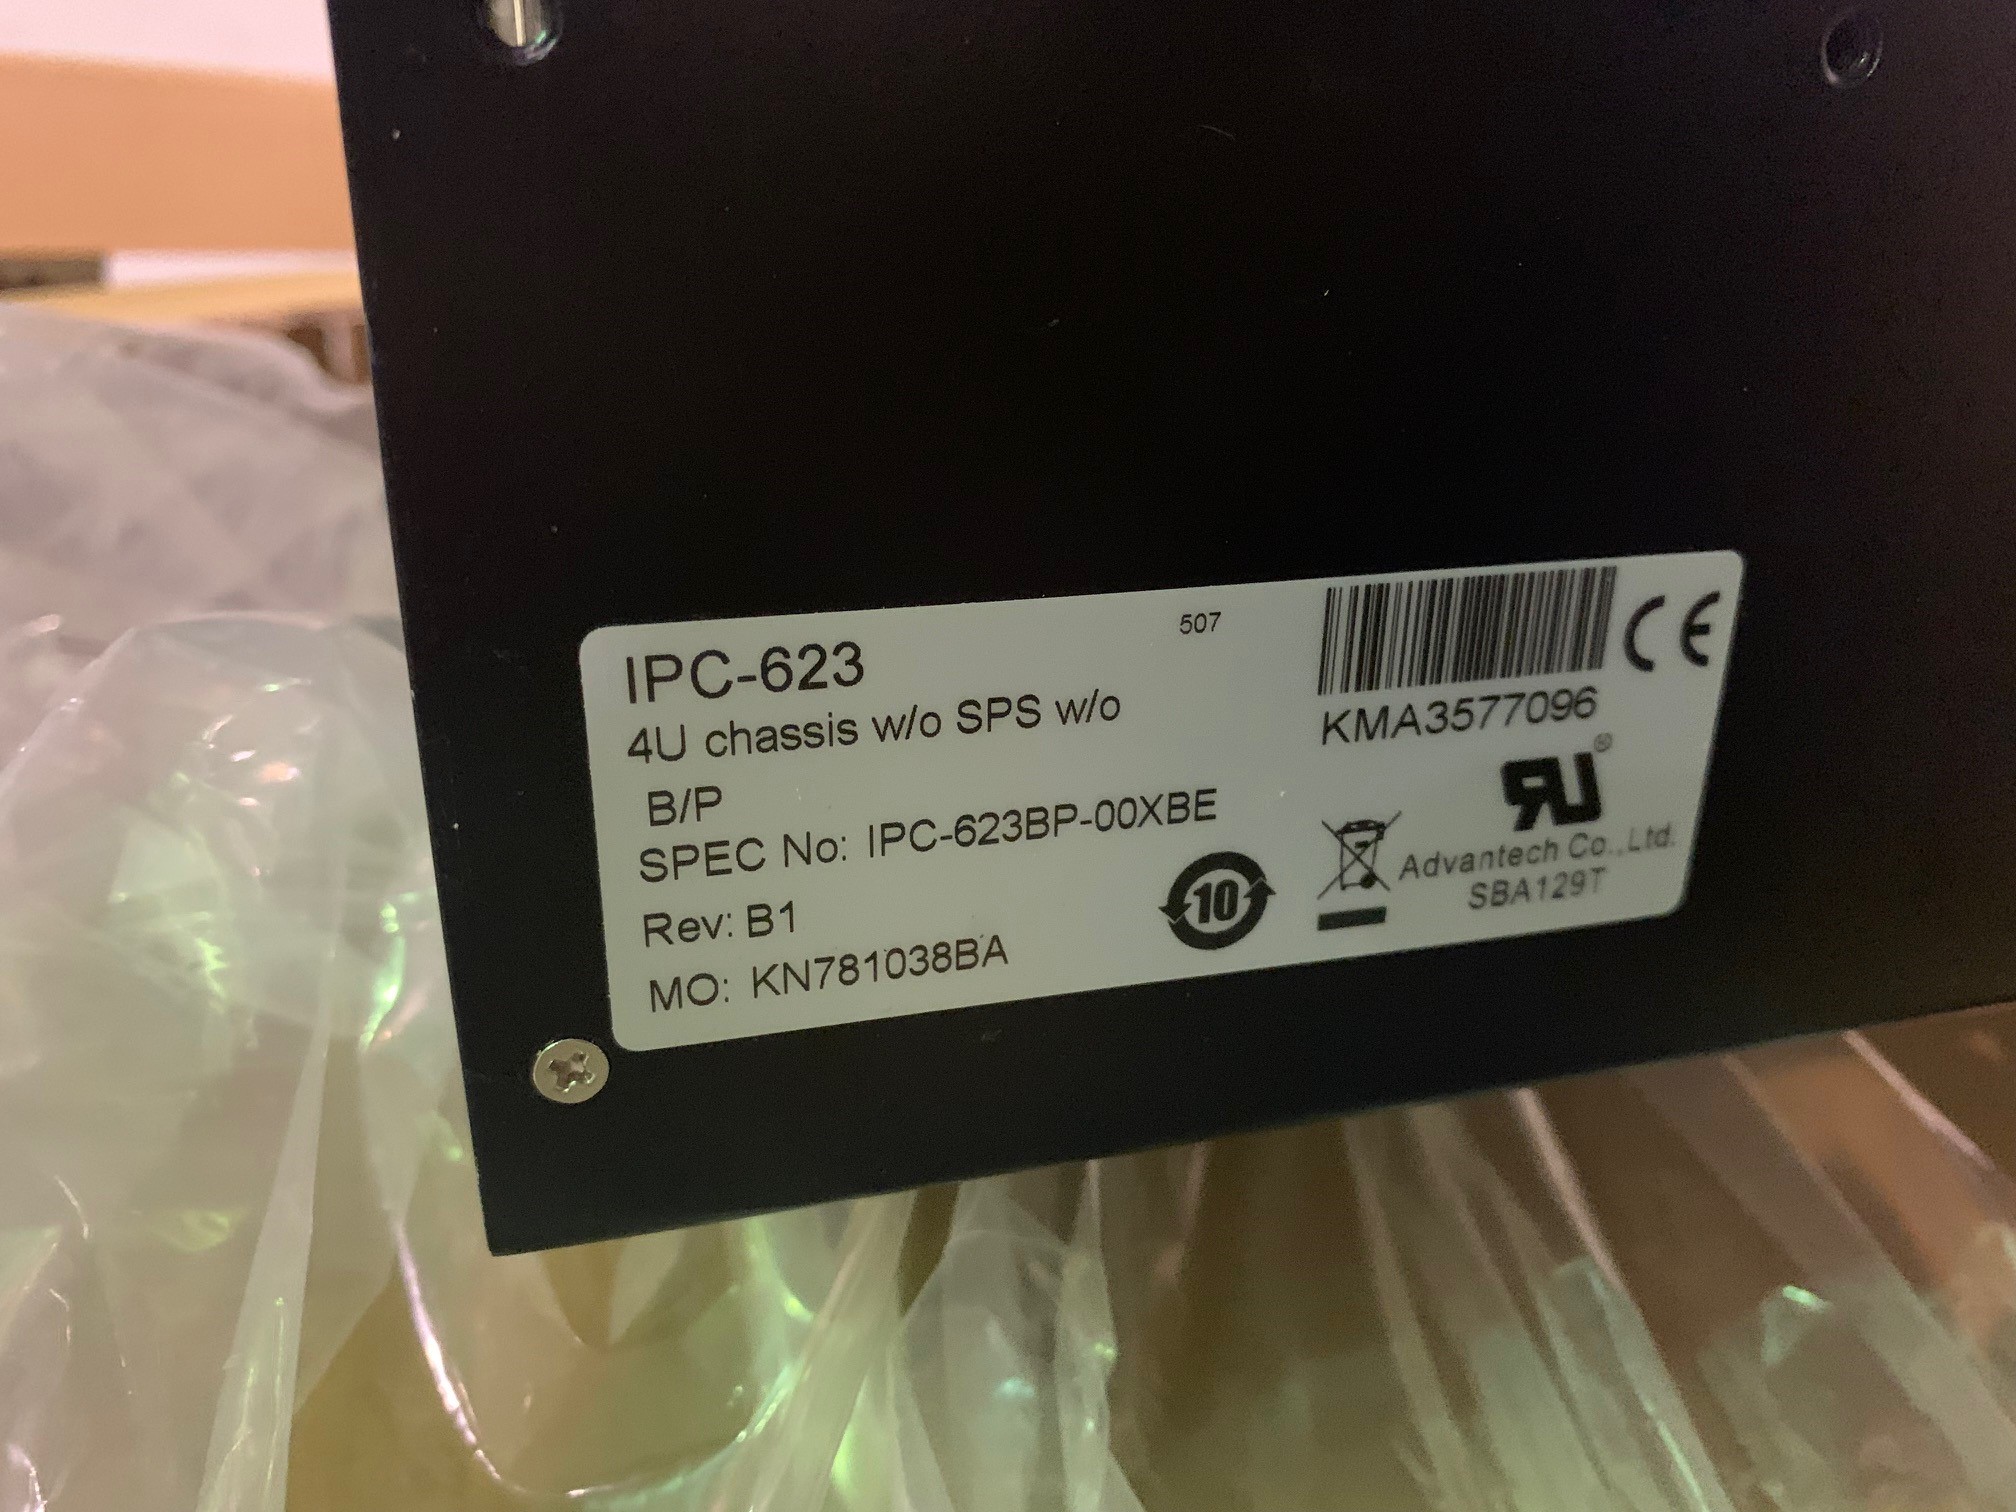 IPC-623
507
4U chassis w/o SPS w/o
B/P
SPEC No: IPC-623BP-00XBE
Rev: B1
MO: KN781038BA
KMA3577096
CE
RU®
Advantech Co.,Ltd.
SBA129T
10